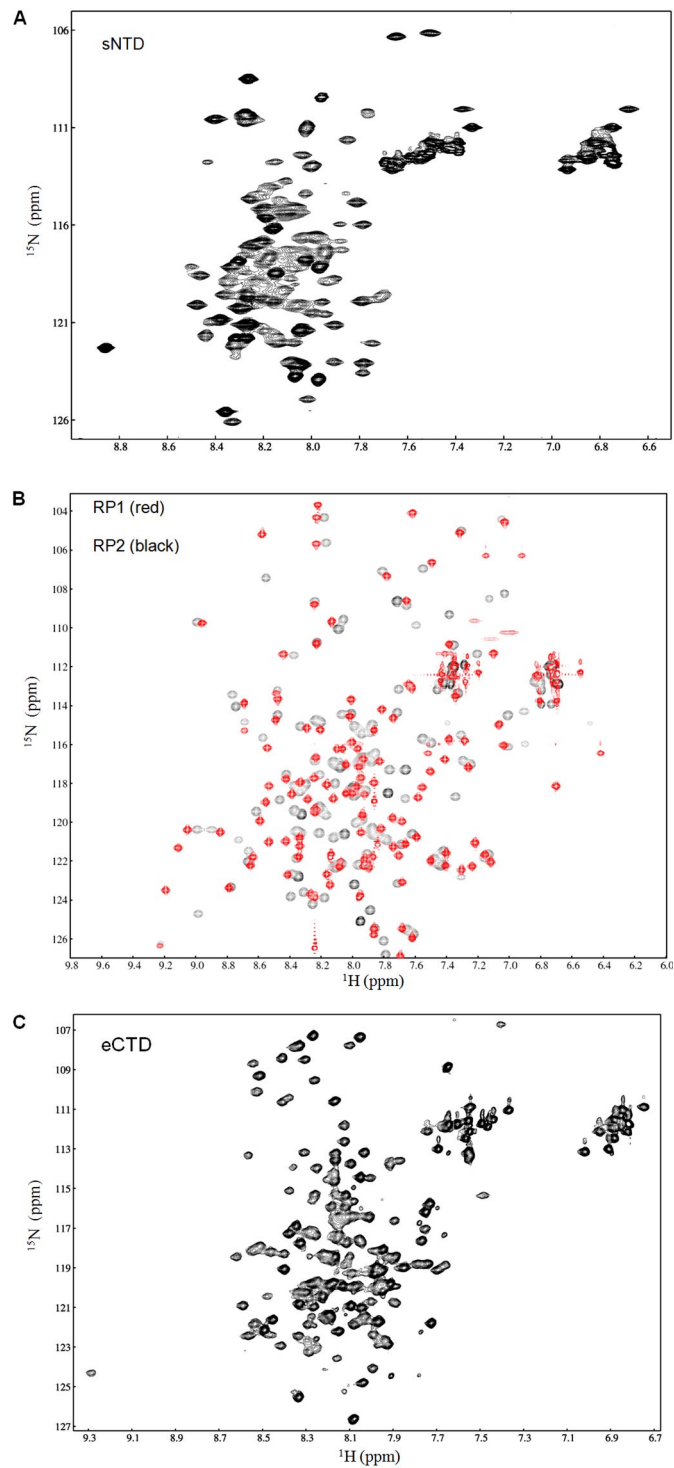 A
sNTD
106
111
116
121
126
¹⁵N (ppm)
8.8 8.6 8.4 8.2 8.0 7.8 7.6 7.4 7.2 7.0 6.8 6.6
B
RP1 (red)
RP2 (black)
104
106
108
110
112
114
116
118
120
122
124
126
¹⁵N (ppm)
9.8 9.6 9.4 9.2 9.0 8.8 8.6 8.4 8.2 8.0 7.8 7.6 7.4 7.2 7.0 6.8 6.6 6.4 6.2 6.0
¹H (ppm)
C
eCTD
107
109
111
113
115
117
119
121
123
125
127
¹⁵N (ppm)
9.3 9.1 8.9 8.7 8.5 8.3 8.1 7.9 7.7 7.5 7.3 7.1 6.9 6.7
¹H (ppm)